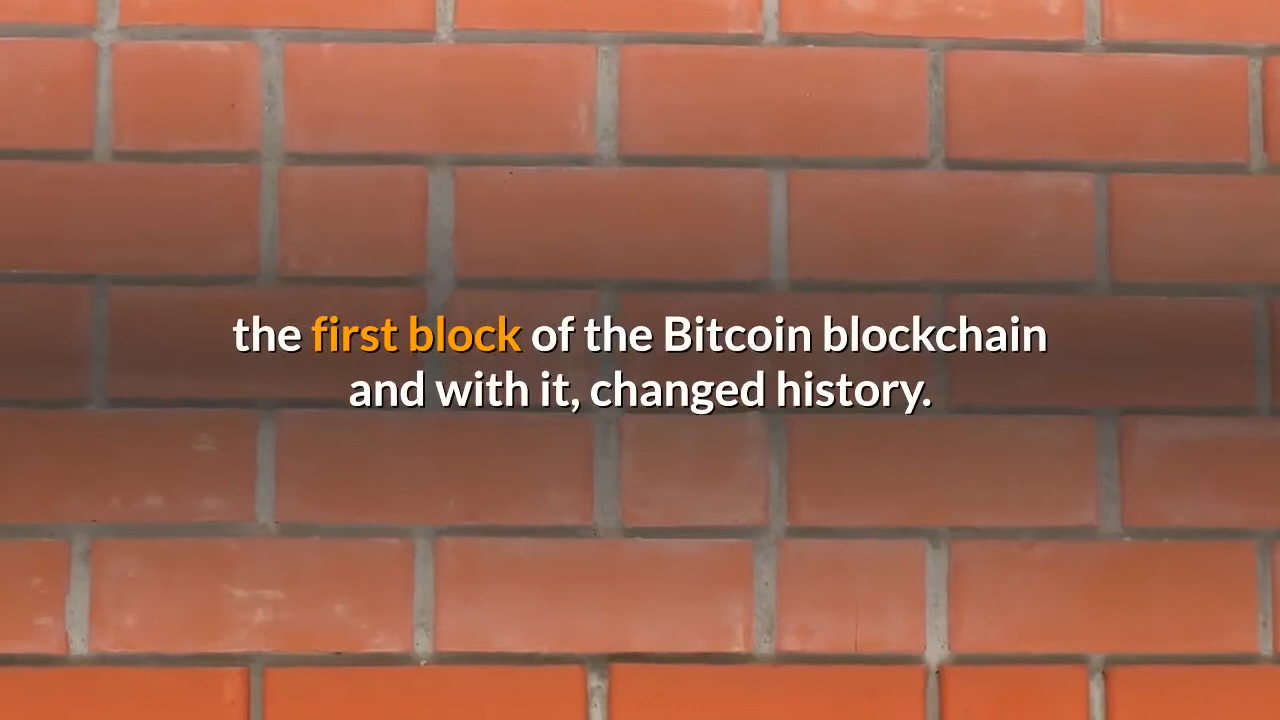 the first block of the Bitcoin blockchain
and with it, changed history.